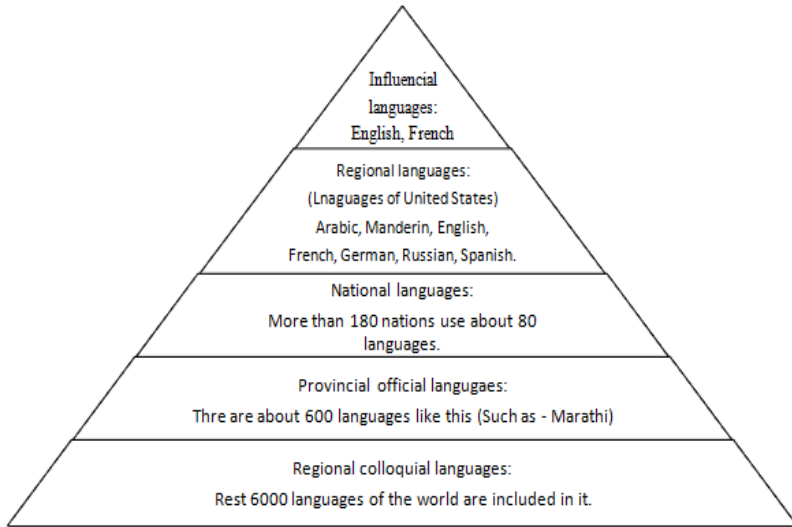 Influencial
languages:
English, French
Regional languages:
(Lnaguages of United States)
Arabic, Manderin, English,
French, German, Russian, Spanish.
National languages:
More than 180 nations use about 80
languages.
Provincial official langugaes:
Thre are about 600 languages like this (Such as - Marathi)
Regional colloquial languages:
Rest 6000 languages of the world are included in it.